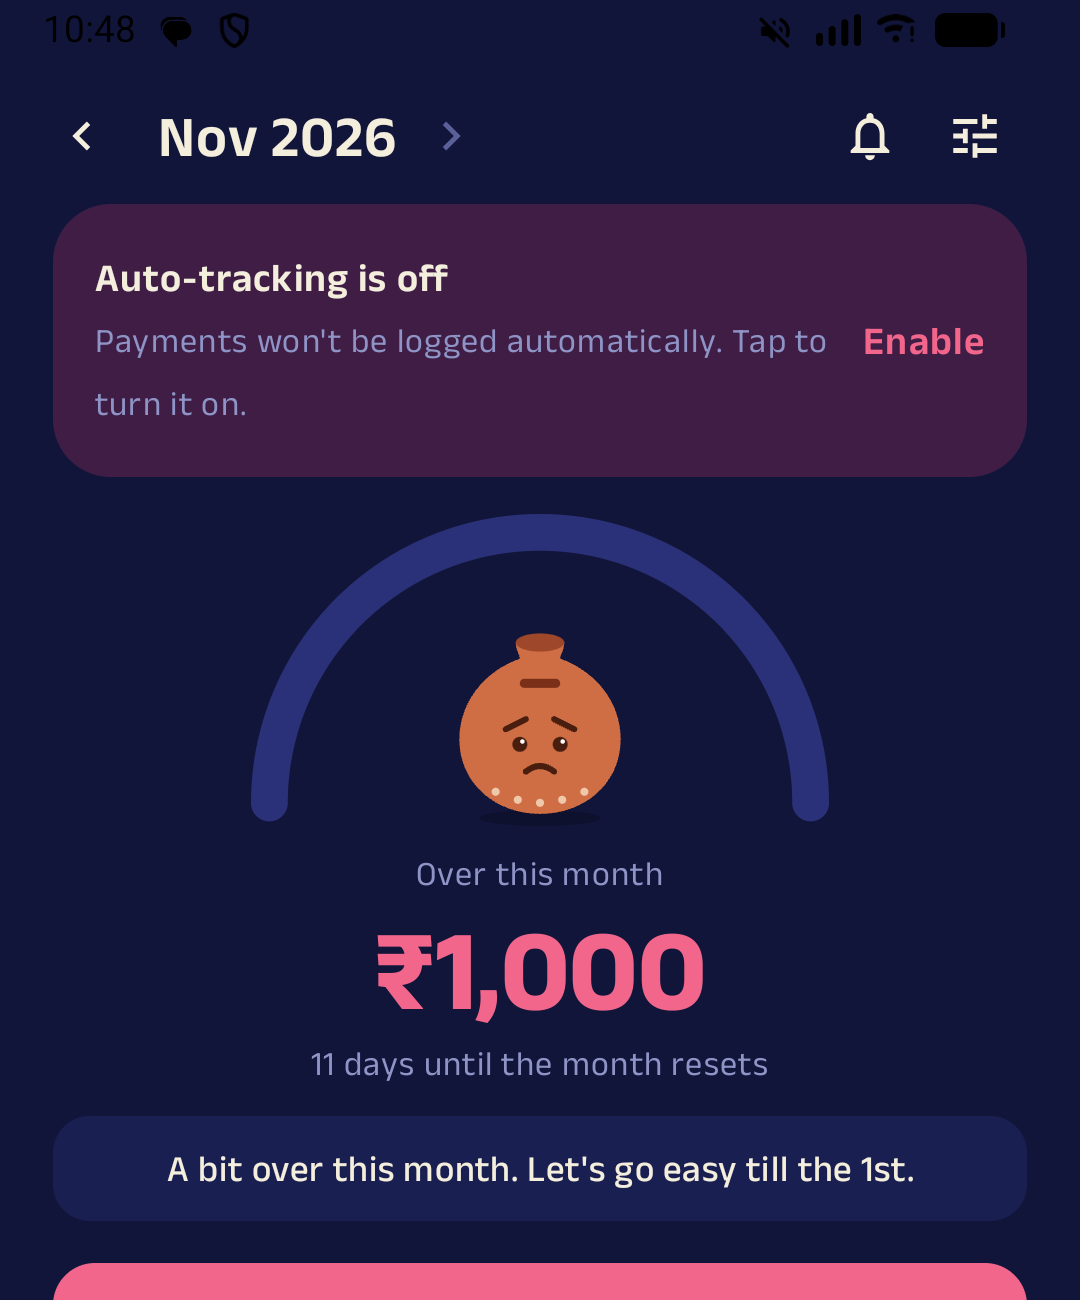 10:48
Nov 2026
Auto-tracking is off
Payments won't be logged automatically. Tap to
turn it on.
Enable
Over this month
₹1,000
11 days until the month resets
A bit over this month. Let's go easy till the 1st.